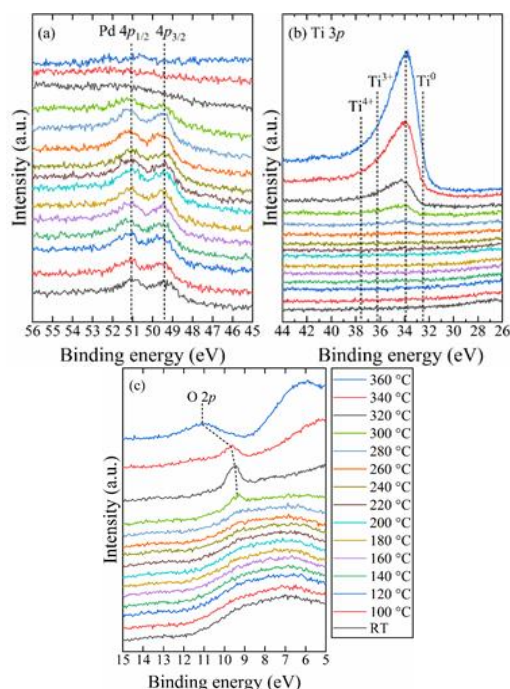 (a) Pd 4p1/2 4p3/2
Intensity (a.u.)
56 55 54 53 52 51 50 49 48 47 46 45
Binding energy (eV)
(b) Ti 3p
Ti4+ Ti3+ Ti0
Intensity (a.u.)
44 42 40 38 36 34 32 30 28 26
Binding energy (eV)
(c)
O 2p
Intensity (a.u.)
15 14 13 12 11 10 9 8 7 6 5
Binding energy (eV)
360 °C
340 °C
320 °C
300 °C
280 °C
260 °C
240 °C
220 °C
200 °C
180 °C
160 °C
140 °C
120 °C
100 °C
RT